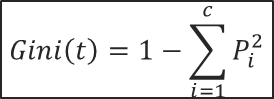 Gini(t) = 1 − ∑_{i=1}^{c} P_i^2